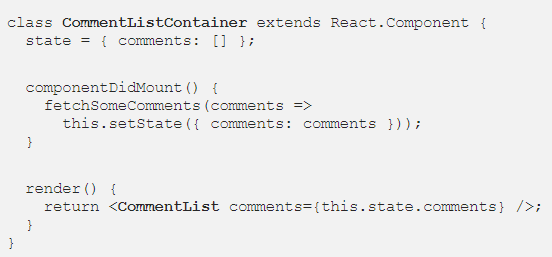 class CommentListContainer extends React.Component {
  state = { comments: [] };

  componentDidMount() {
    fetchSomeComments(comments =>
      this.setState({ comments: comments }));
  }

  render() {
    return <CommentList comments={this.state.comments} />;
  }
}